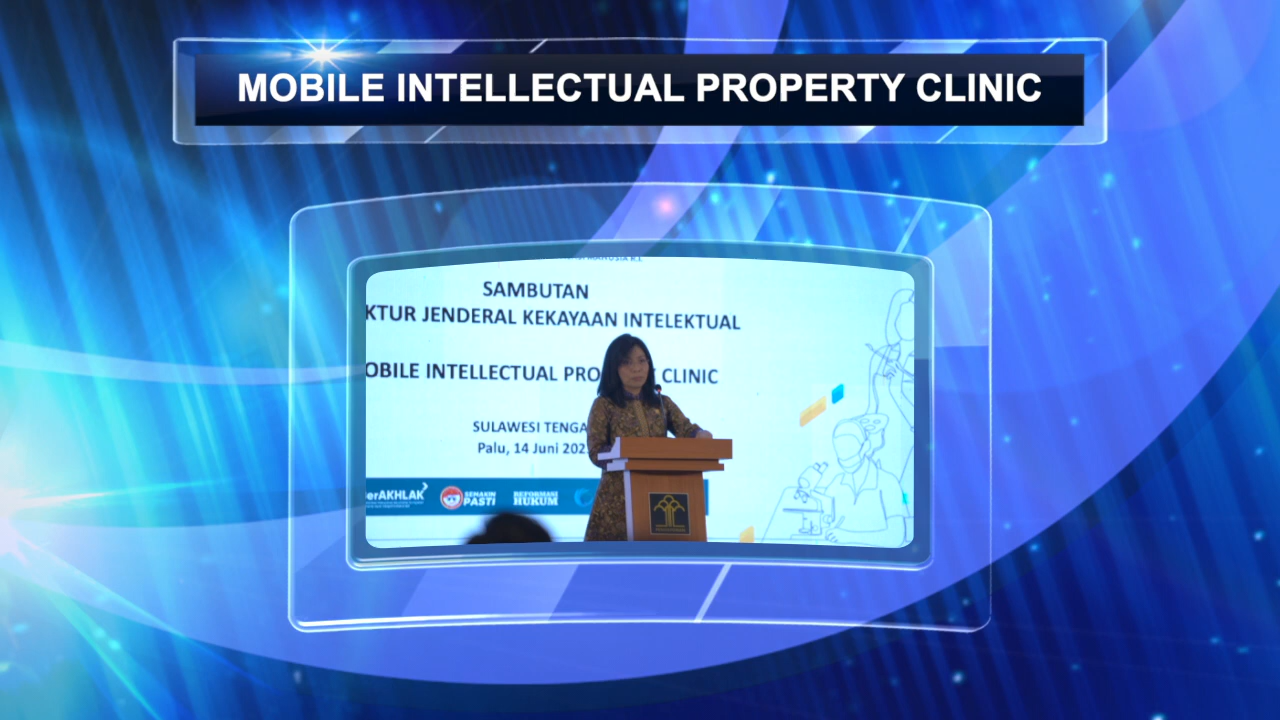 MOBILE INTELLECTUAL PROPERTY CLINIC
SAMBUTAN
KTUR JENDERAL KEKAYAAN INTELEKTUAL
OBILE INTELLECTUAL PRO CLINIC
SULAWESI TENGA
Palu, 14 Juni 202
erAKHLAK
SEMAKIN
PASTI
REFORMASI
HUKUM